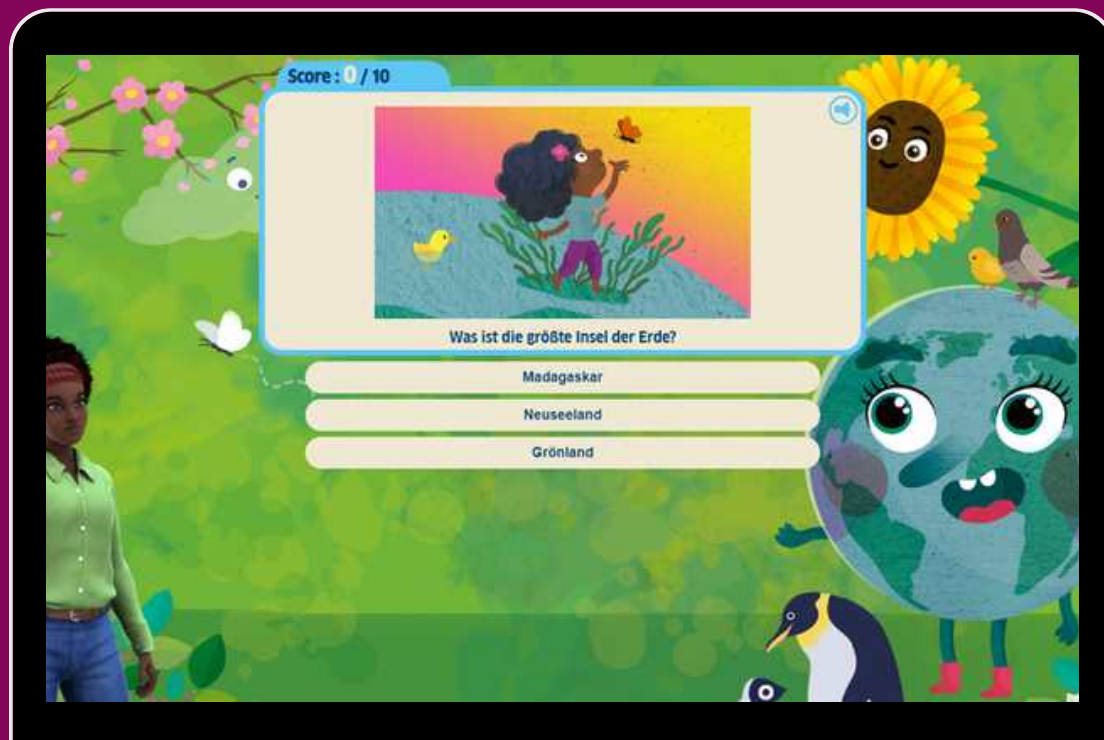 Score : 0 / 10
Was ist die größte Insel der Erde?
Madagaskar
Neuseeland
Grönland